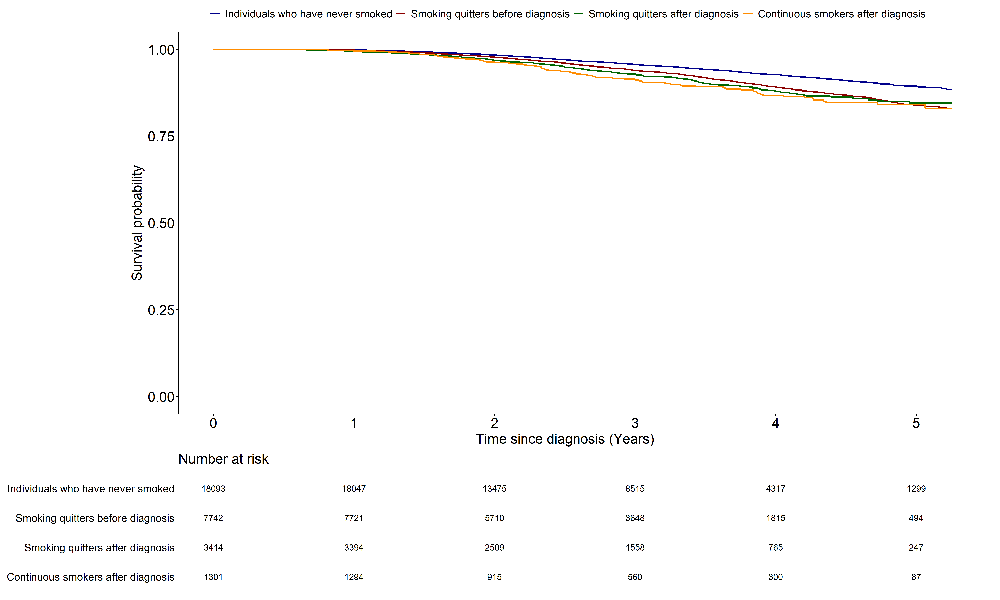 Individuals who have never smoked Smoking quitters before diagnosis Smoking quitters after diagnosis Continuous smokers after diagnosis
1.00
0.75
0.50
0.25
0.00
Survival probability
0 1 2 3 4 5
Time since diagnosis (Years)
Number at risk
Individuals who have never smoked 18093 18047 13475 8515 4317 1299
Smoking quitters before diagnosis 7742 7721 5710 3648 1815 494
Smoking quitters after diagnosis 3414 3394 2509 1558 765 247
Continuous smokers after diagnosis 1301 1294 915 560 300 87